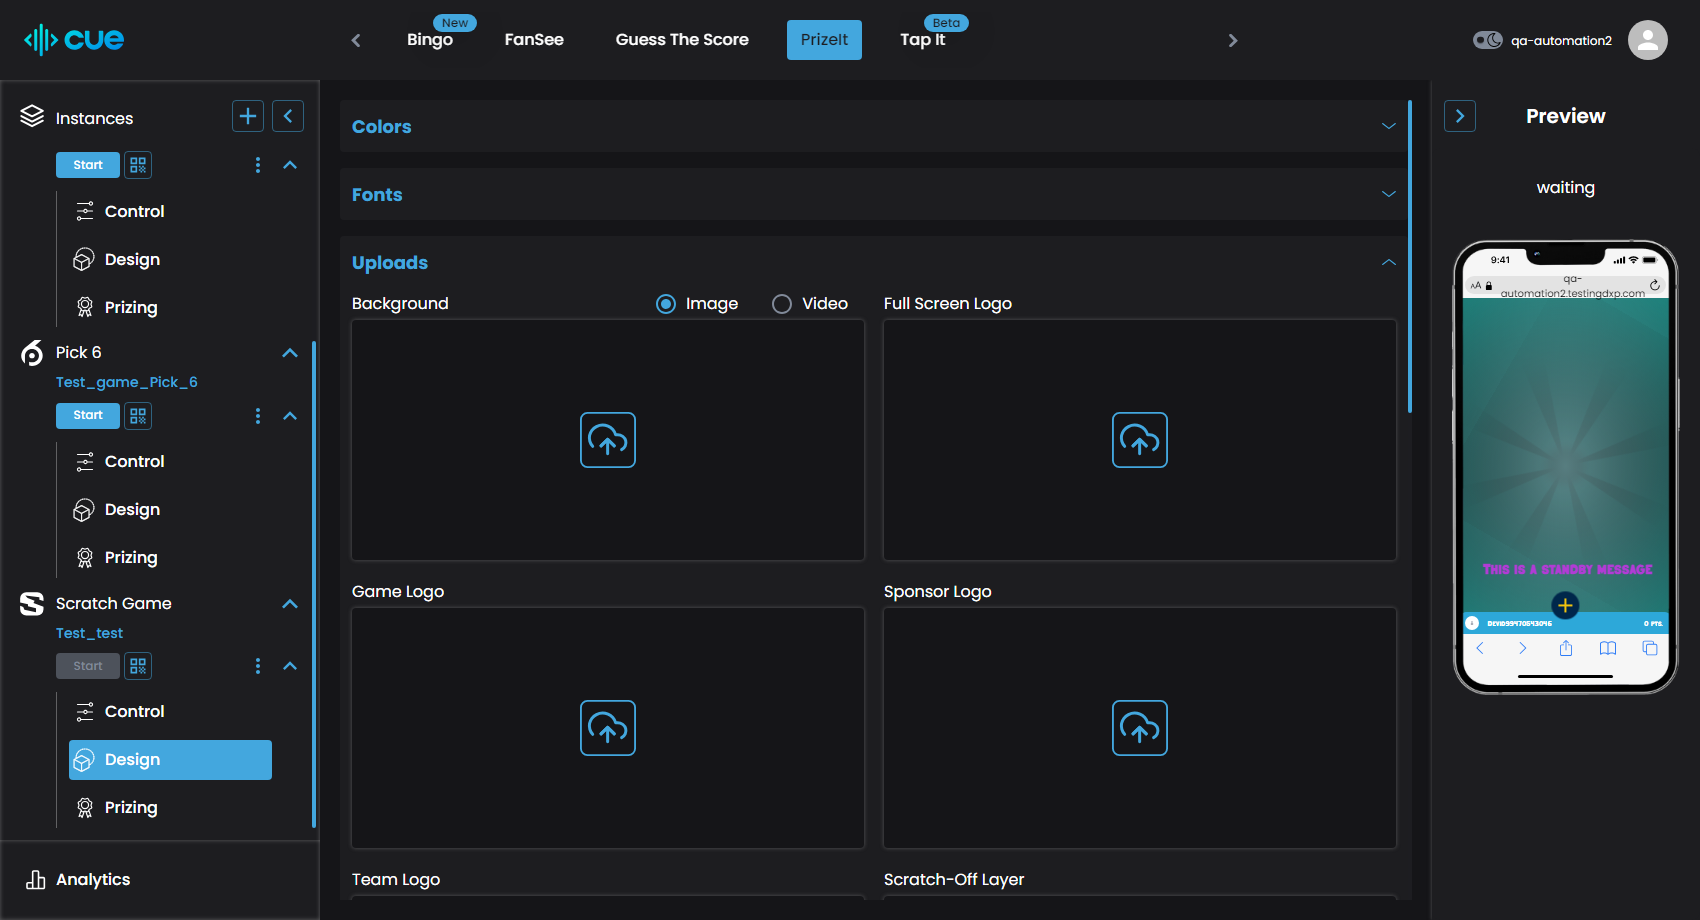 cue
New
Bingo
FanSee
Guess The Score
PrizeIt
Beta
Tap It
qa-automation2
Instances
Start
Control
Design
Prizing
Pick 6
Test_game_Pick_6
Start
Control
Design
Prizing
Scratch Game
Test_test
Start
Control
Design
Prizing
Analytics
Colors
Fonts
Uploads
Background
Image
Video
Full Screen Logo
Game Logo
Sponsor Logo
Team Logo
Scratch-Off Layer
Preview
waiting
9:41
AA
qa-
automation2.testingdxp.com
This is a standby message
0 PTS.